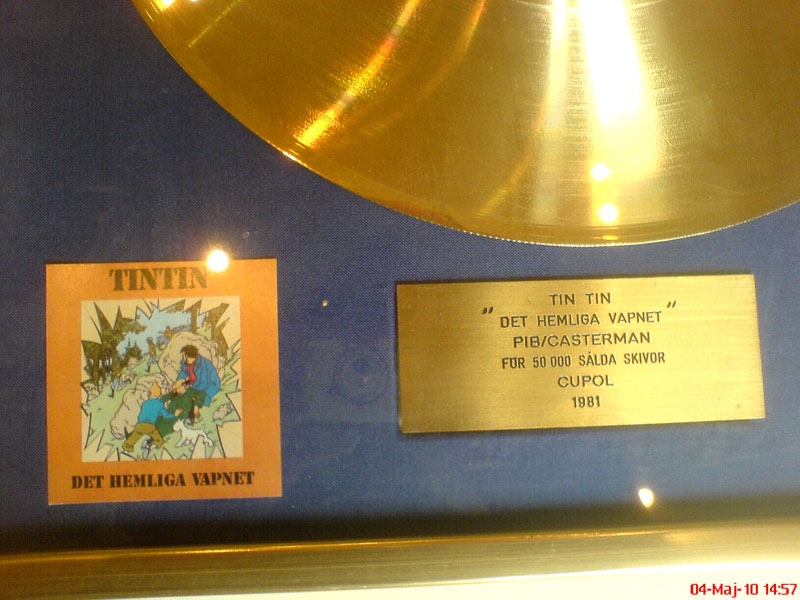 TINTIN
DET HEMLIGA VAPNET
TIN TIN
"DET HEMLIGA VAPNET"
PIB/CASTERMAN
FÖR 50 000 SÅLDA SKIVOR
CUPOL
1981
04-Maj-10 14:57